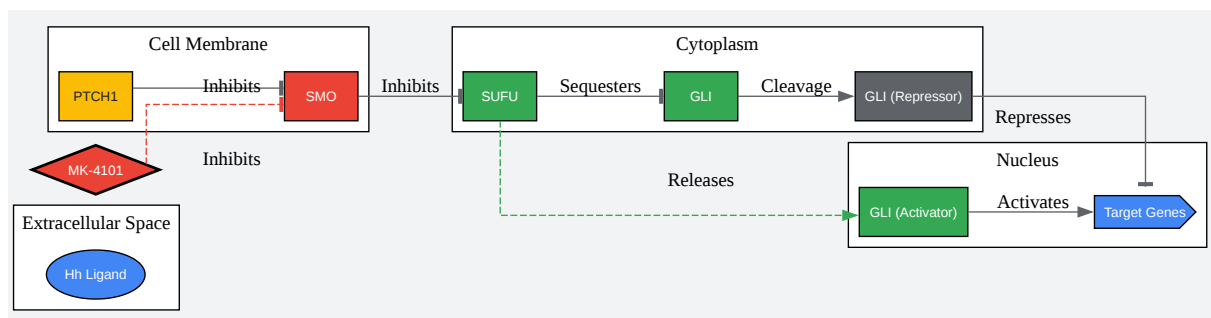 Cell Membrane
PTCH1
Inhibits
SMO
Inhibits
MK-4101
Inhibits
Extracellular Space
Hh Ligand
Cytoplasm
SUFU
Sequesters
GLI
Cleavage
GLI (Repressor)
Represses
Releases
Nucleus
GLI (Activator)
Activates
Target Genes